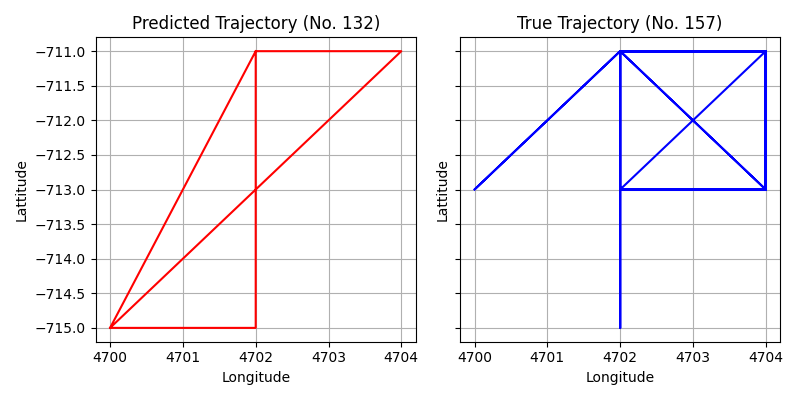 Predicted Trajectory (No. 132)
True Trajectory (No. 157)
−711.0
−711.5
−712.0
−712.5
−713.0
−713.5
−714.0
−714.5
−715.0
Lattitude
Lattitude
4700 4701 4702 4703 4704
4700 4701 4702 4703 4704
Longitude
Longitude